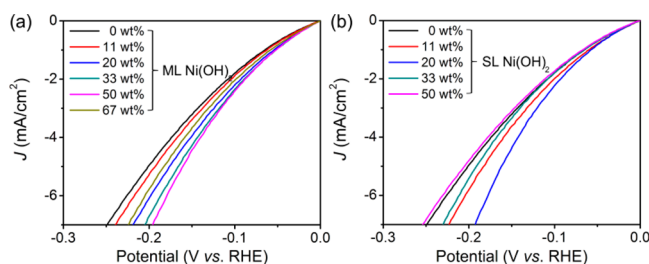 (a)
0 wt%
11 wt%
20 wt%
33 wt%
50 wt%
67 wt%
ML Ni(OH)
J (mA/cm²)
0
-2
-4
-6
-0.3
-0.2
-0.1
0.0
Potential (V vs. RHE)
(b)
0 wt%
11 wt%
20 wt%
33 wt%
50 wt%
SL Ni(OH)₂
J (mA/cm²)
0
-2
-4
-6
-0.3
-0.2
-0.1
0.0
Potential (V vs. RHE)